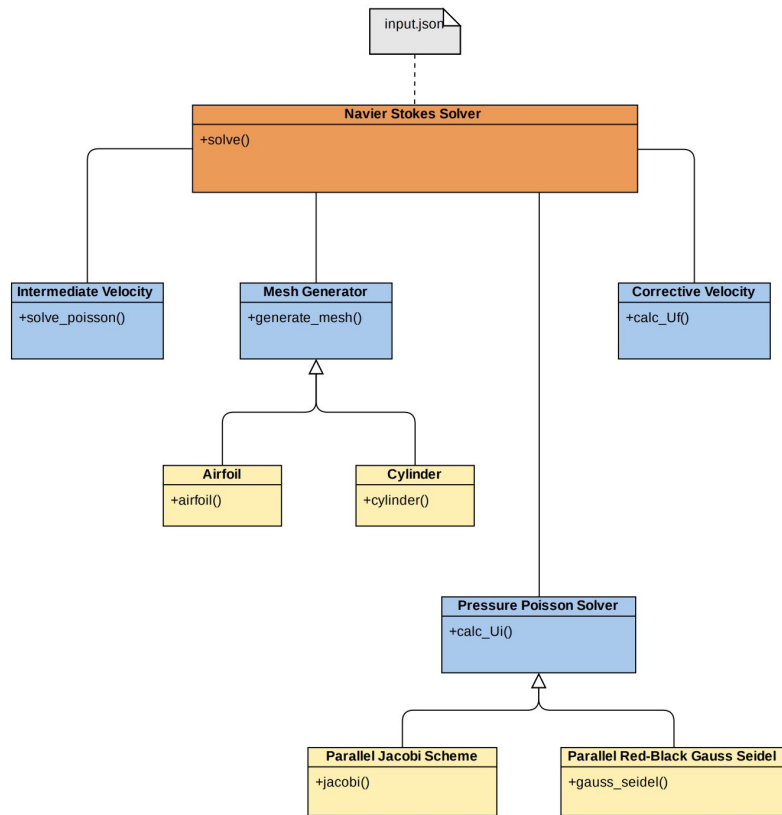 input.json
Navier Stokes Solver
+solve()
Intermediate Velocity
+solve_poisson()
Mesh Generator
+generate_mesh()
Corrective Velocity
+calc_Uf()
Airfoil
+airfoil()
Cylinder
+cylinder()
Pressure Poisson Solver
+calc_Ui()
Parallel Jacobi Scheme
+jacobi()
Parallel Red-Black Gauss Seidel
+gauss_seidel()